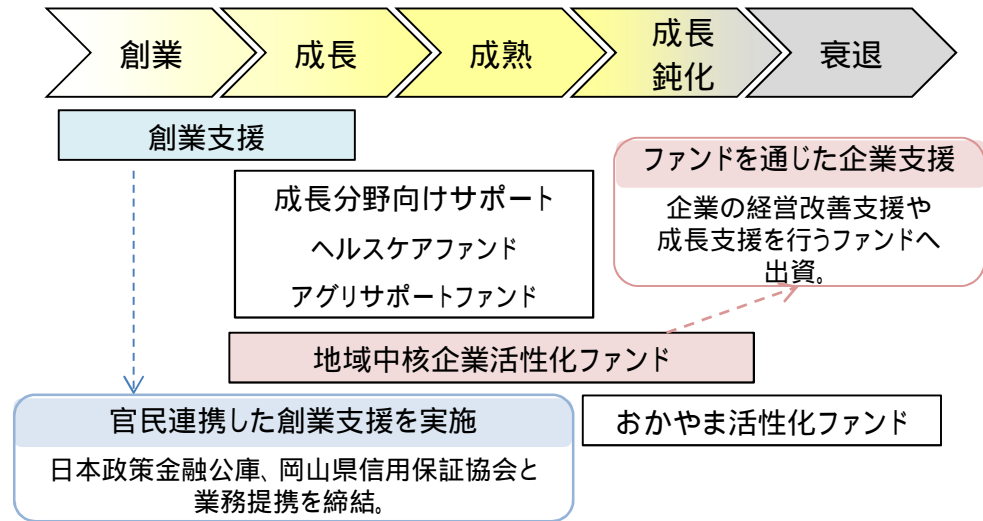 創業
成長
成熟
成長
鈍化
衰退
創業支援
ファンドを通じた企業支援
企業の経営改善支援や
成長支援を行うファンドへ
出資。
成長分野向けサポート
ヘルスケアファンド
アグリサポートファンド
地域中核企業活性化ファンド
官民連携した創業支援を実施
日本政策金融公庫、岡山県信用保証協会と
業務提携を締結。
おかやま活性化ファンド